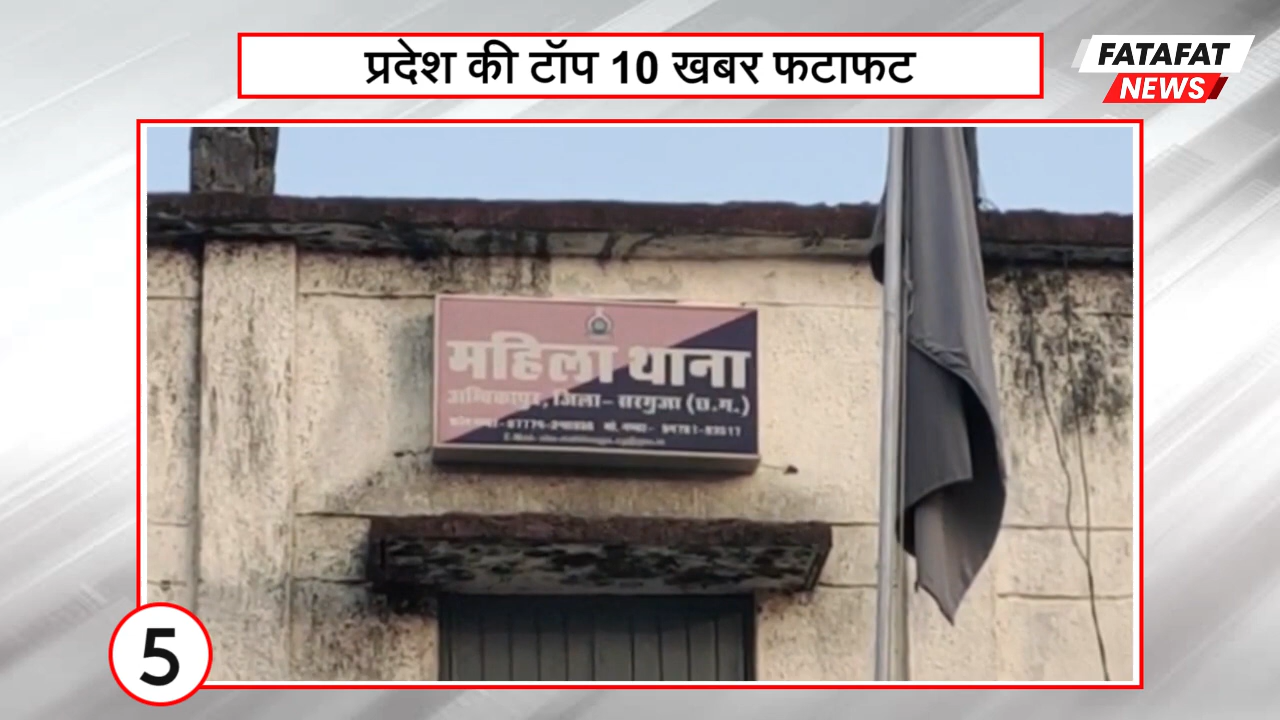 प्रदेश की टॉप 10 खबर फटाफट
FATAFAT
NEWS
महिला थाना
अम्बिकापुर, जिला- सरगुजा (छ.ग.)
5